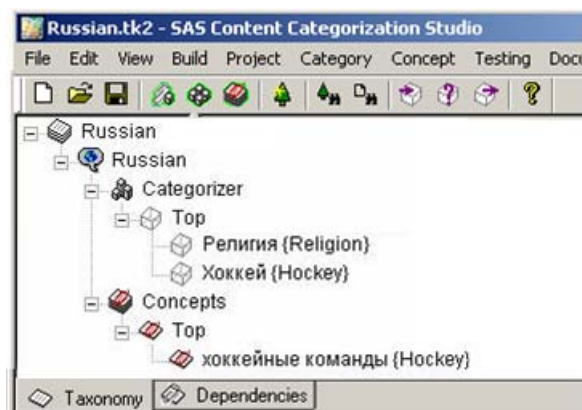 Russian.tk2 - SAS Content Categorization Studio
File Edit View Build Project Category Concept Testing
Russian
Russian
Categorizer
Top
Религия {Religion}
Хоккей {Hockey}
Concepts
Top
хоккейные команды {Hockey}
Taxonomy Dependencies